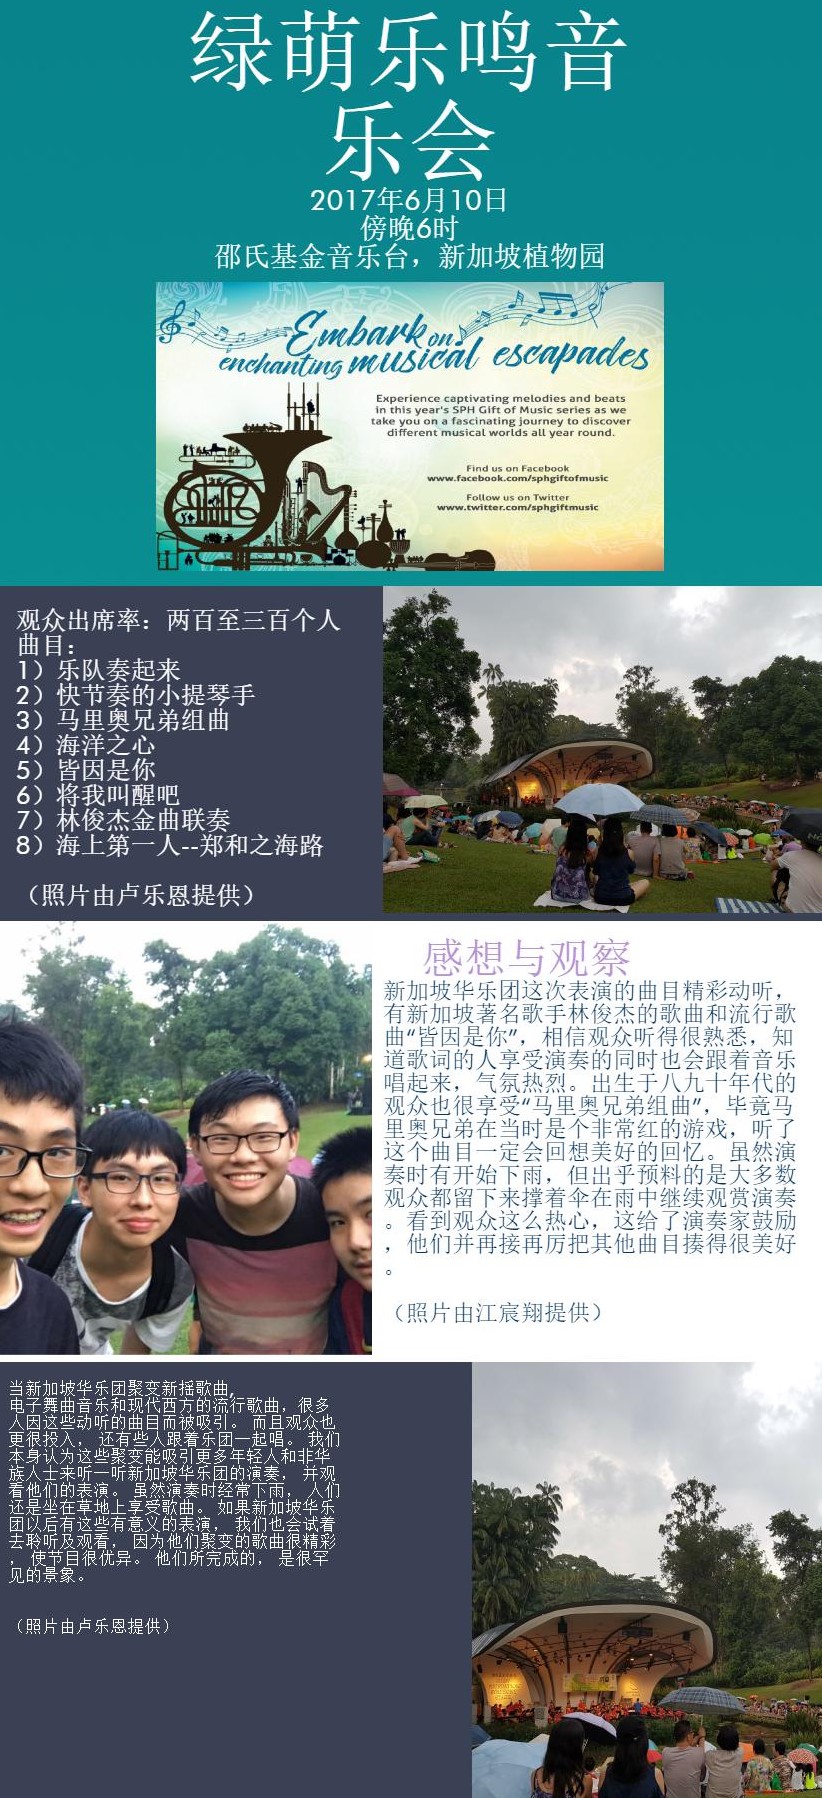 绿萌乐鸣音
乐会
2017年6月10日
傍晚6时
邵氏基金音乐台，新加坡植物园
Embark on
enchanting musical escapades
Experience captivating melodies and beats
in this year's SPH Gift of Music series as we
take you on a fascinating journey to discover
different musical worlds all year round.
Find us on Facebook
www.facebook.com/sphgiftofmusic
Follow us on Twitter
www.twitter.com/sphgiftmusic
观众出席率：两百至三百个人
曲目：
1）乐队奏起来
2）快节奏的小提琴手
3）马里奥兄弟组曲
4）海洋之心
5）皆因是你
6）将我叫醒吧
7）林俊杰金曲联奏
8）海上第一人--郑和之海路
（照片由卢乐恩提供）
感想与观察
新加坡华乐团这次表演的曲目精彩动听，
有新加坡著名歌手林俊杰的歌曲和流行歌
曲“皆因是你”，相信观众听得很熟悉，知
道歌词的人享受演奏的同时也会跟着音乐
唱起来，气氛热烈。出生于八九十年代的
观众也很享受“马里奥兄弟组曲”，毕竟马
里奥兄弟在当时是个非常红的游戏，听了
这个曲目一定会回想美好的回忆。虽然演
奏时有开始下雨，但出乎预料的是大多数
观众都留下来撑着伞在雨中继续观赏演奏
。看到观众这么热心，这给了演奏家鼓励
，他们并再接再厉把其他曲目揍得很美好
。
（照片由江宸翔提供）
当新加坡华乐团聚变新摇歌曲,
电子舞曲音乐和现代西方的流行歌曲，很多
人因这些动听的曲目而被吸引。 而且观众也
更很投入， 还有些人跟着乐团一起唱。 我们
本身认为这些聚变能吸引更多年轻人和非华
族人士来听一听新加坡华乐团的演奏， 并观
看他们的表演。 虽然演奏时经常下雨， 人们
还是坐在草地上享受歌曲。 如果新加坡华乐
团以后有这些有意义的表演， 我们也会试着
去聆听及观看， 因为他们聚变的歌曲很精彩
， 使节目很优异。 他们所完成的， 是很罕
见的景象。
（照片由卢乐恩提供）